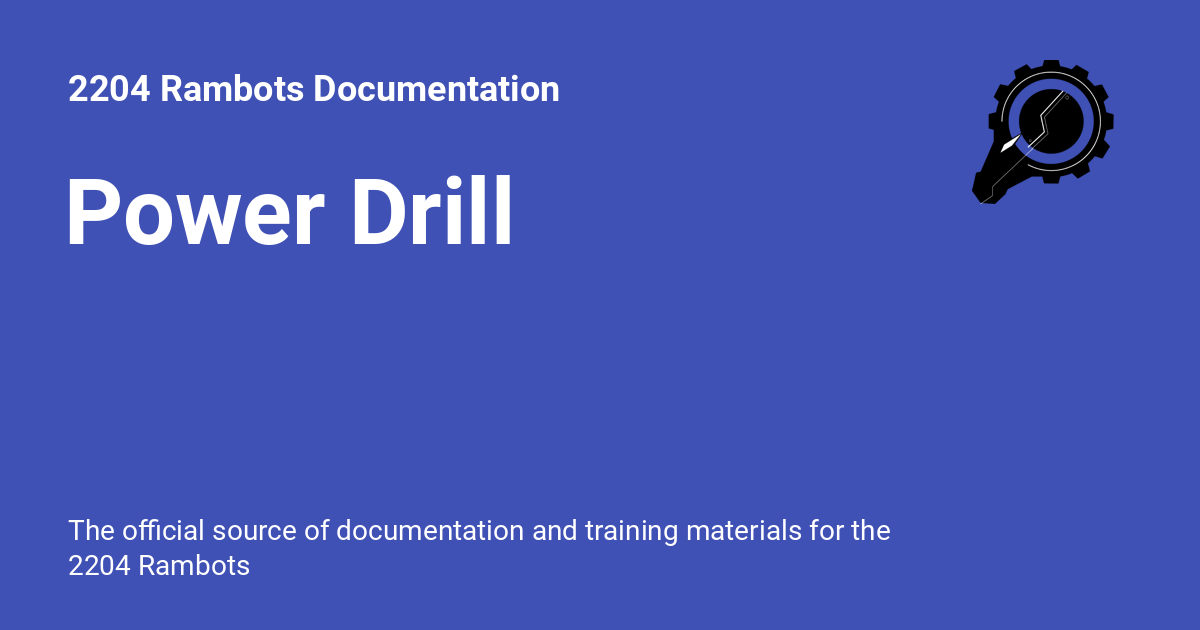 2204 Rambots Documentation
Power Drill
The official source of documentation and training materials for the
2204 Rambots